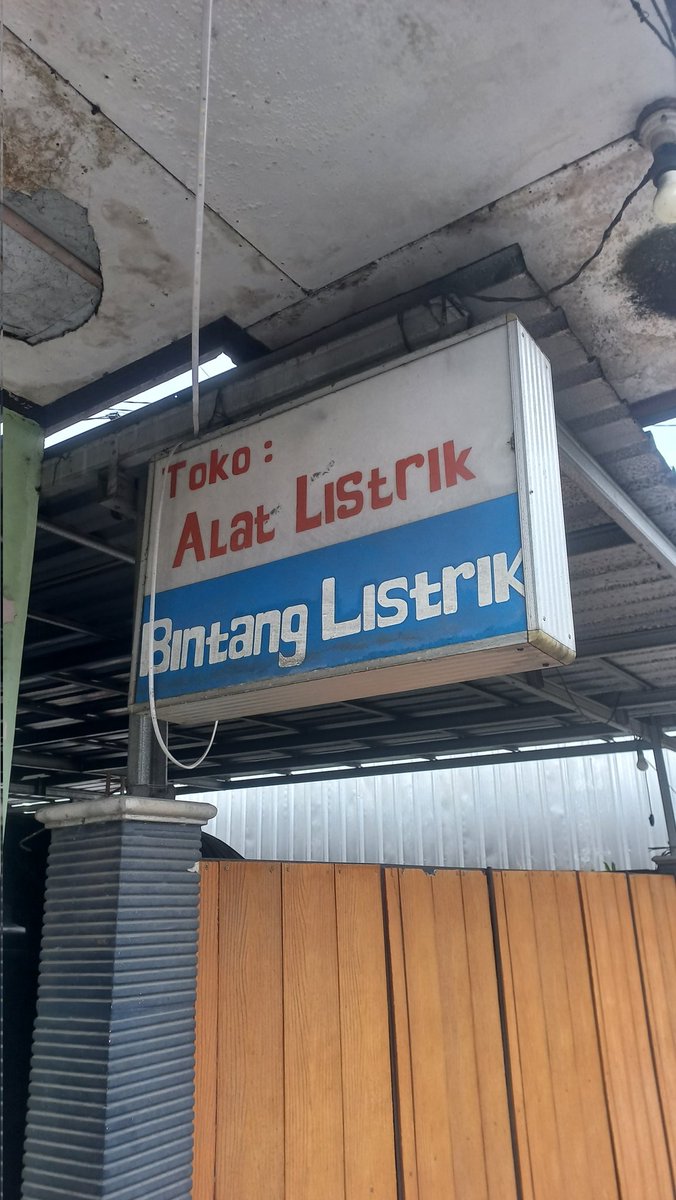 Toko :
Alat Listrik
Bintang Listrik